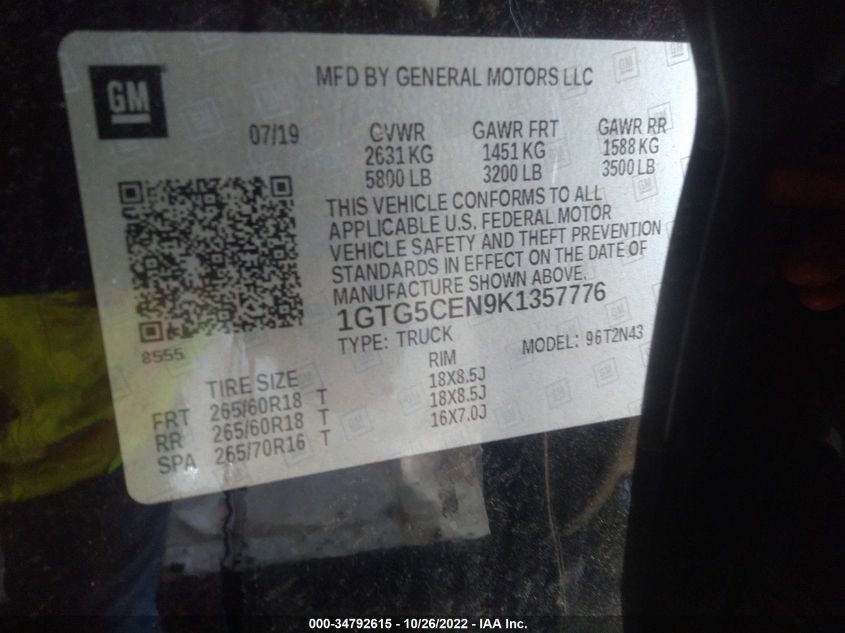 GM
MFD BY GENERAL MOTORS LLC
07/19 GVWR GAWR FRT GAWR RR
2631 KG 1451 KG 1588 KG
5800 LB 3200 LB 3500 LB
THIS VEHICLE CONFORMS TO ALL
APPLICABLE U.S. FEDERAL MOTOR
VEHICLE SAFETY AND THEFT PREVENTION
STANDARDS IN EFFECT ON THE DATE OF
MANUFACTURE SHOWN ABOVE.
1GTG5CEN9K1357776
8555
TYPE: TRUCK MODEL: 96T2N43
TIRE SIZE RIM
FRT 265/60R18 T 18X8.5J
RR 265/60R18 T 18X8.5J
SPA 265/70R16 T 16X7.0J
000-34792615 - 10/26/2022 - IAA Inc.